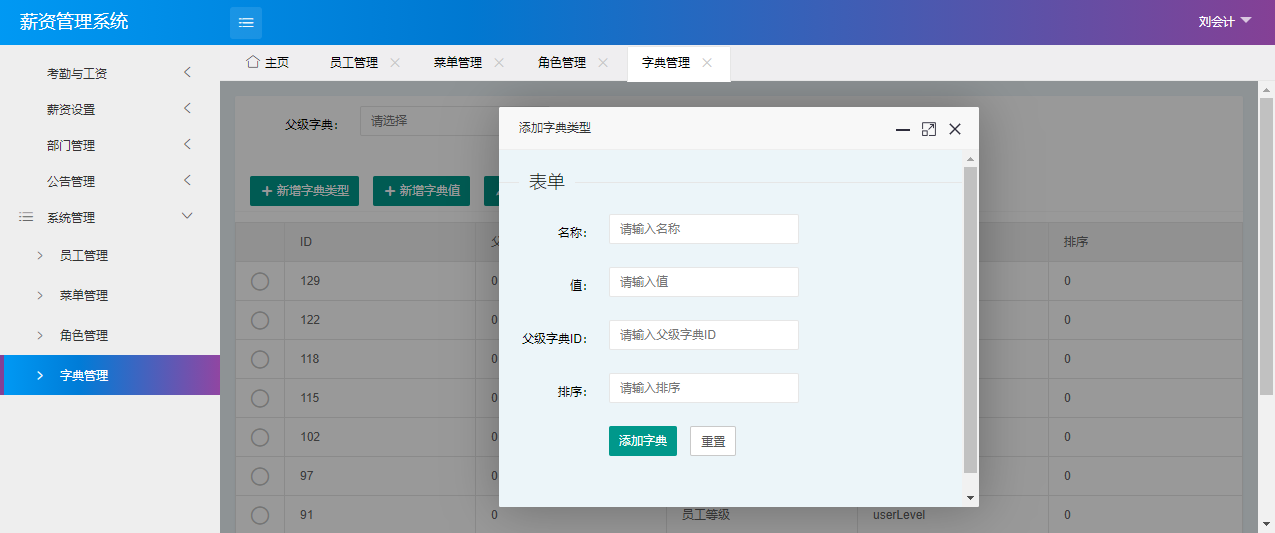 薪资管理系统
刘会计
考勤与工资
薪资设置
部门管理
公告管理
系统管理
员工管理
菜单管理
角色管理
字典管理
主页 员工管理 菜单管理 角色管理 字典管理
父级字典： 请选择
新增字典类型 新增字典值
ID 排序
129 0 0
122 0 0
118 0 0
115 0 0
102 0 0
97 0 0
91 0 员工等级 userLevel 0
添加字典类型
表单
名称： 请输入名称
值： 请输入值
父级字典ID： 请输入父级字典ID
排序： 请输入排序
添加字典 重置